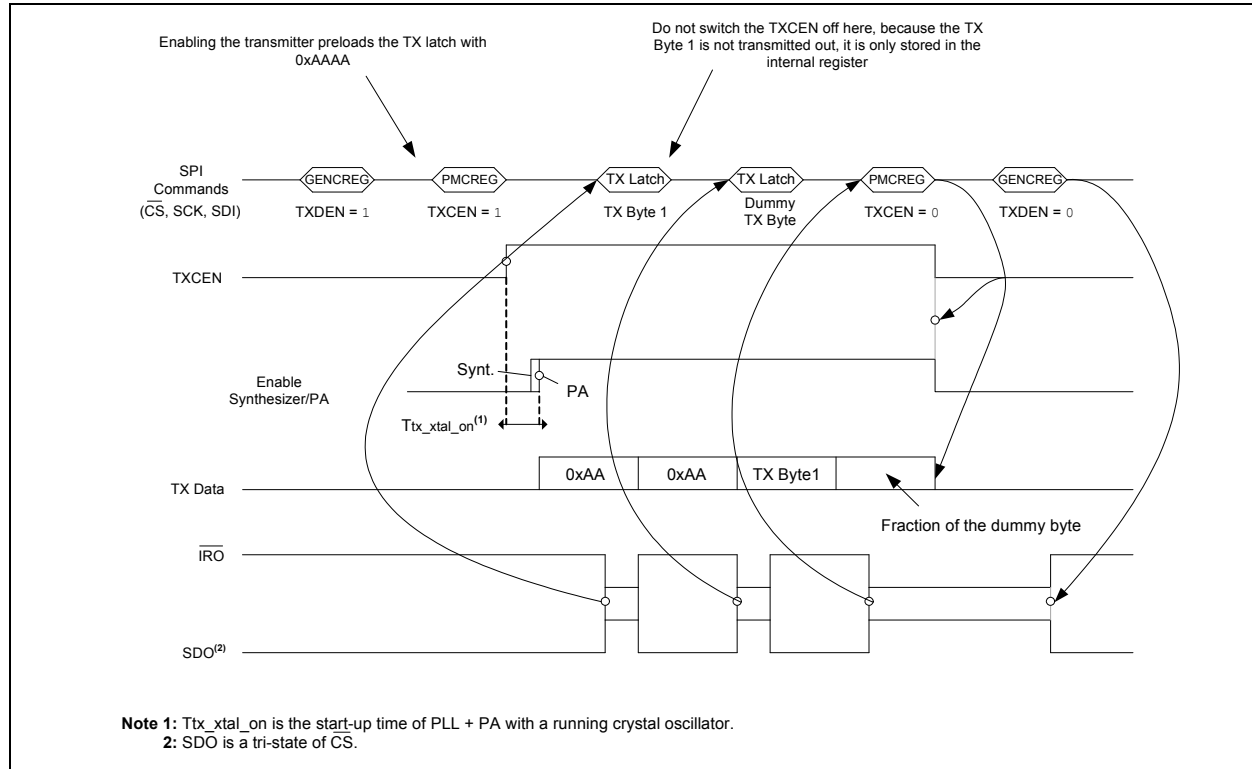 Enabling the transmitter preloads the TX latch with
0xAAAA
Do not switch the TXCEN off here, because the TX
Byte 1 is not transmitted out, it is only stored in the
internal register
SPI
Commands
(CS, SCK, SDI)
GENCREG
PMCREG
TX Latch
TX Latch
PMCREG
GENCREG
TXDEN = 1
TXCEN = 1
TX Byte 1
Dummy
TX Byte
TXCEN = 0
TXDEN = 0
TXCEN
Enable
Synthesizer/PA
Synt.
PA
Ttx_xtal_on(1)
TX Data
0xAA
0xAA
TX Byte1
Fraction of the dummy byte
IRO
SDO(2)
Note 1: Ttx_xtal_on is the start-up time of PLL + PA with a running crystal oscillator.
2: SDO is a tri-state of CS.